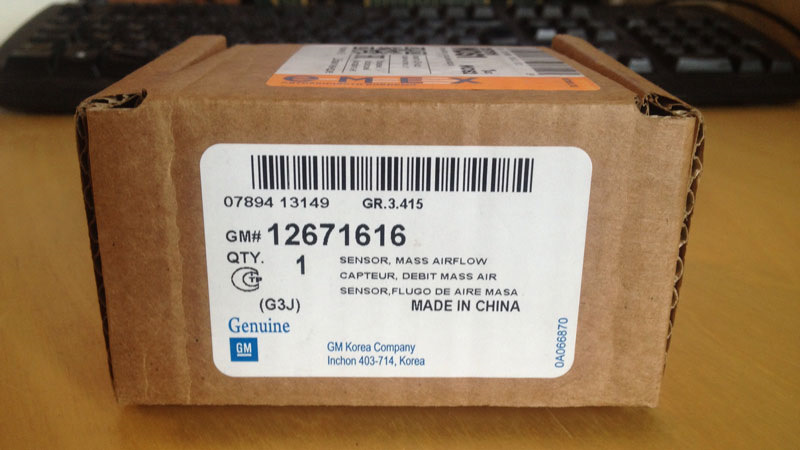 EMEX
07894 13149 GR.3.415
GM# 12671616
QTY. 1
SENSOR, MASS AIRFLOW
CAPTEUR, DEBIT MASS AIR
SENSOR,FLUGO DE AIRE MASA
(G3J) MADE IN CHINA
Genuine
GM
GM Korea Company
Inchon 403-714, Korea
0A066870